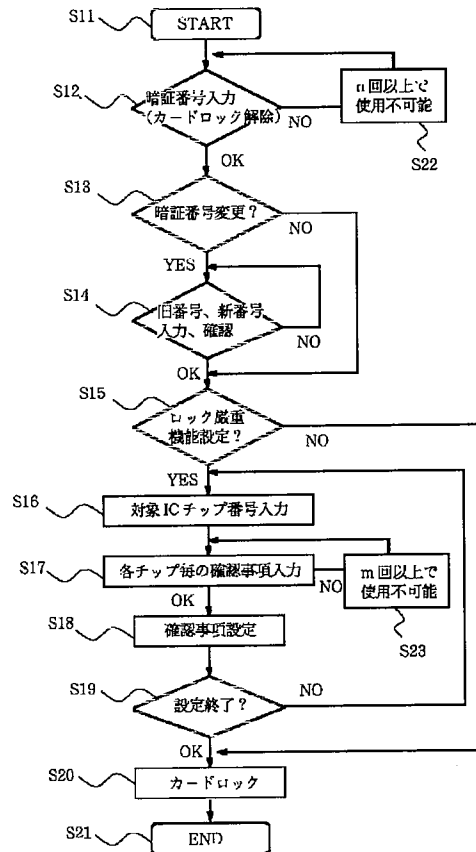 S11
START
S12
暗証番号入力
(カードロック解除)
NO
n回以上で
使用不可能
S22
OK
S13
暗証番号変更？
NO
YES
S14
旧番号、新番号
入力、確認
NO
OK
S15
ロック厳重
機能設定？
NO
YES
S16
対象ICチップ番号入力
S17
各チップ毎の確認事項入力
NO
m回以上で
使用不可能
S23
OK
S18
確認事項設定
S19
設定終了？
NO
OK
S20
カードロック
S21
END